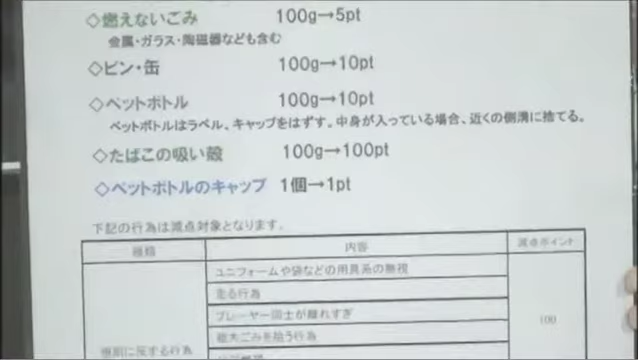 ◇燃えないごみ 100g→5pt
金属・ガラス・陶磁器なども含む
◇ビン・缶 100g→10pt
◇ペットボトル 100g→10pt
ペットボトルはラベル、キャップをはずす。中身が入っている場合、近くの側溝に捨てる。
◇たばこの吸い殻 100g→100pt
◇ペットボトルのキャップ 1個→1pt
下記の行為は減点対象となります。
種類 内容 減点ポイント
ユニフォームや袋などの用具系の無視
走る行為
プレーヤー同士が離れすぎ
100
粗大ごみを拾う行為
規則に反する行為